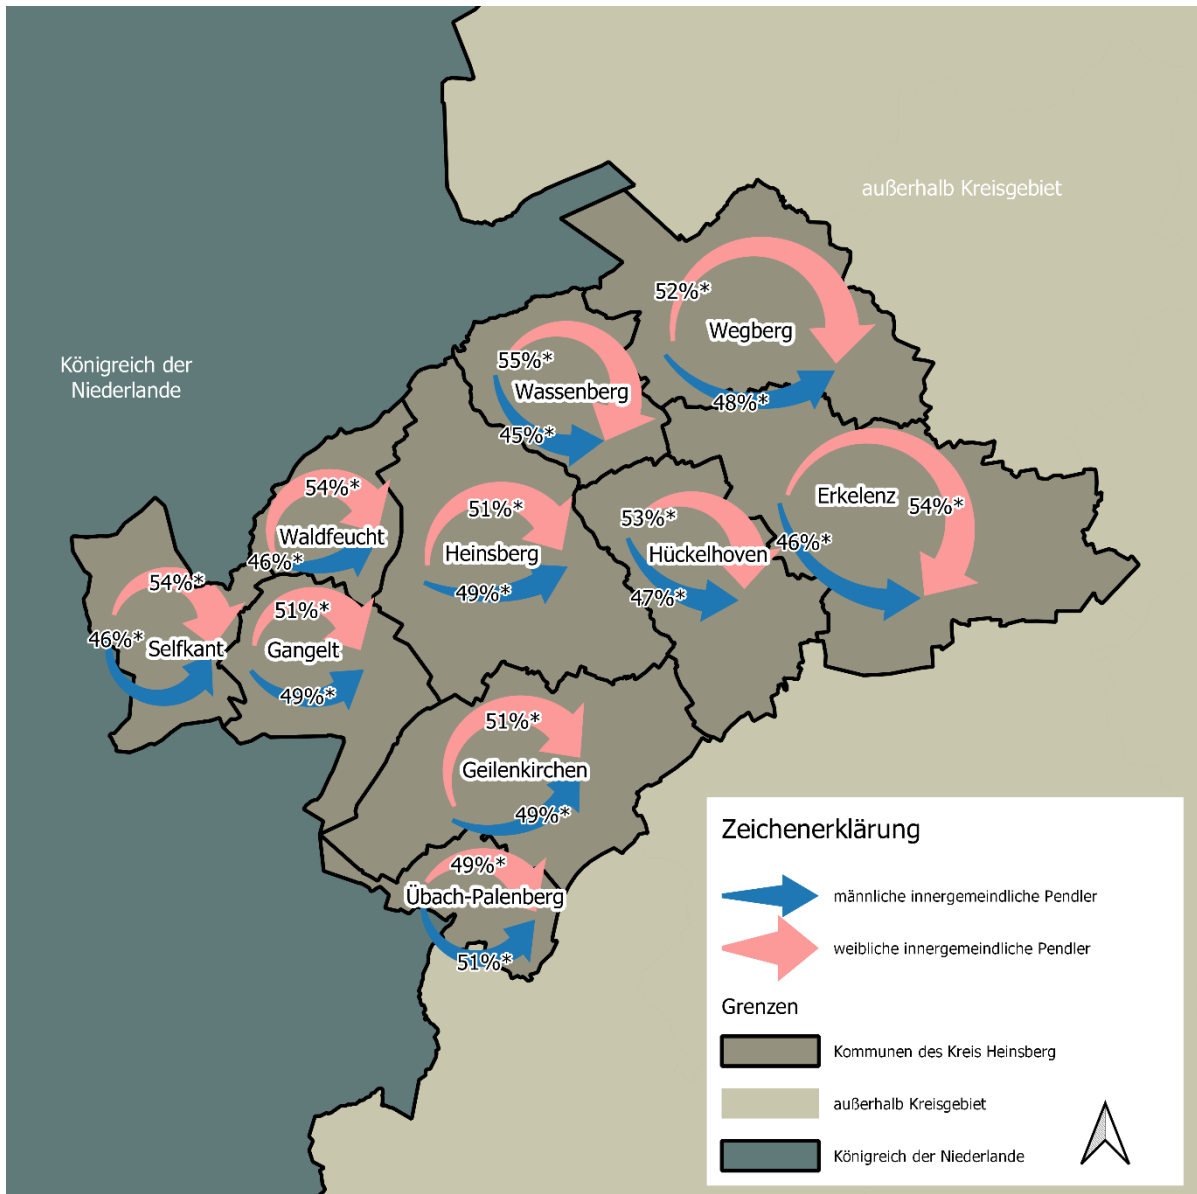 außerhalb Kreisgebiet
Königreich der
Niederlande
52%*
Wegberg
48%*
55%*
Wassenberg
45%*
54%*
Erkelenz
46%*
54%*
Waldfeucht
46%*
51%*
Heinsberg
49%*
53%*
Hückelhoven
47%*
54%*
46%*
Selfkant
51%*
Gangelt
49%*
51%*
Geilenkirchen
49%*
49%*
Übach-Palenberg
51%*
Zeichenerklärung
männliche innergemeindliche Pendler
weibliche innergemeindliche Pendler
Grenzen
Kommunen des Kreis Heinsberg
außerhalb Kreisgebiet
Königreich der Niederlande